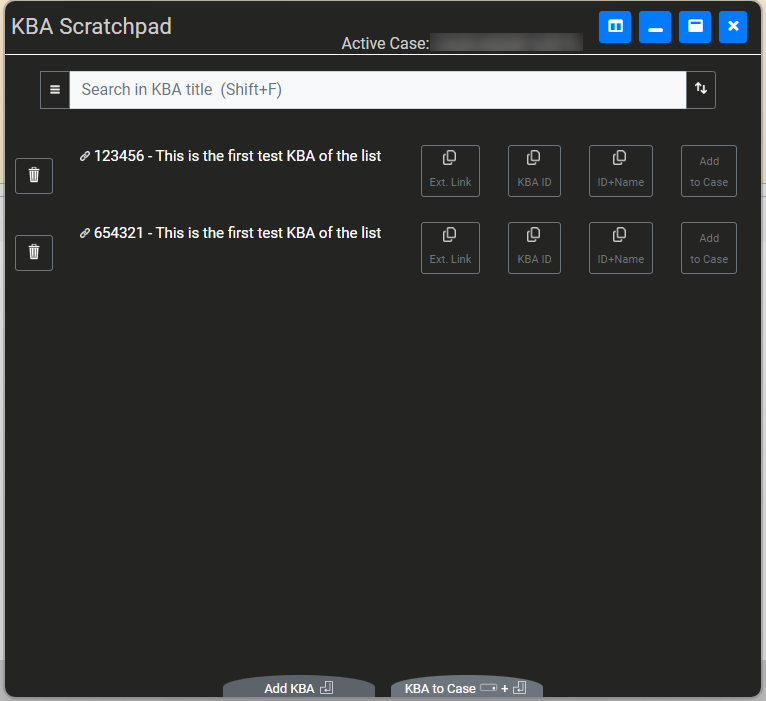 KBA Scratchpad
Active Case:
Search in KBA title (Shift+F)
123456 - This is the first test KBA of the list
Ext. Link
KBA ID
ID+Name
Add
to Case
654321 - This is the first test KBA of the list
Ext. Link
KBA ID
ID+Name
Add
to Case
Add KBA
KBA to Case +